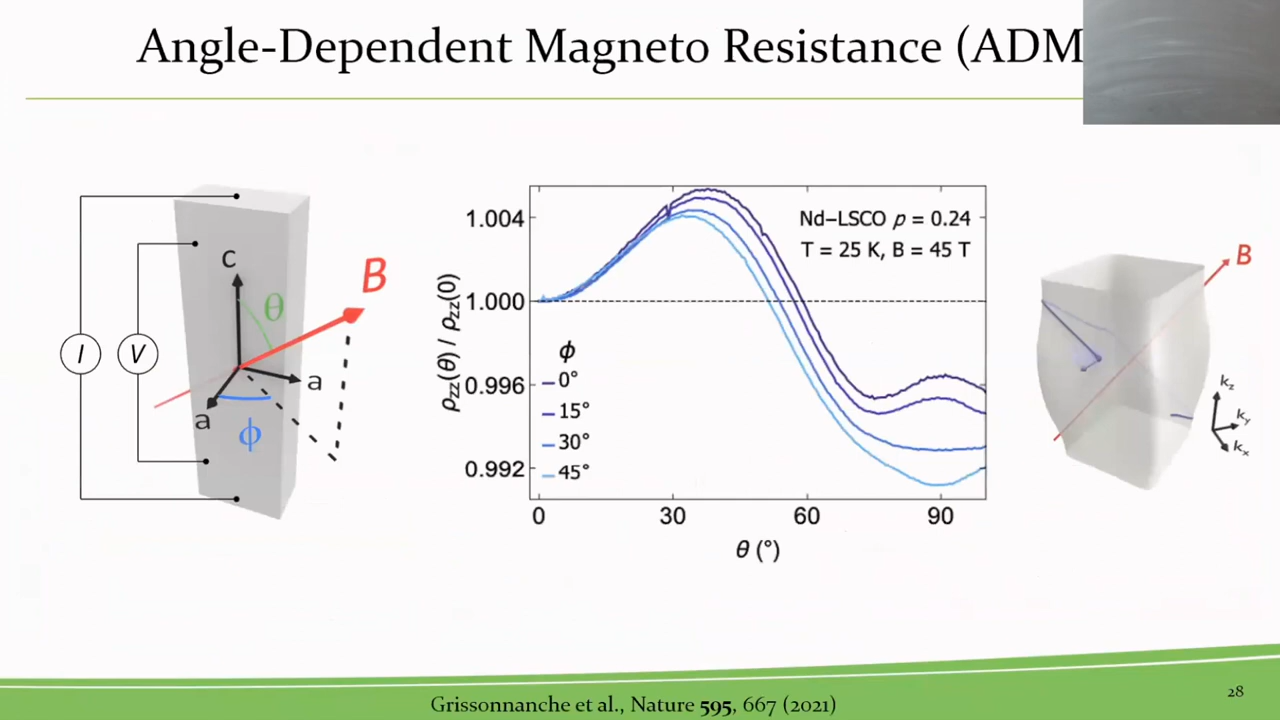 Angle-Dependent Magneto Resistance (ADM
I
V
c
θ
B
a
a
ϕ
ρzz(θ) / ρzz(0)
1.004
1.000
0.996
0.992
Nd–LSCO p = 0.24
T = 25 K, B = 45 T
ϕ
0°
15°
30°
45°
0
30
60
90
θ (°)
B
kz
ky
kx
Grissonnanche et al., Nature 595, 667 (2021)
28